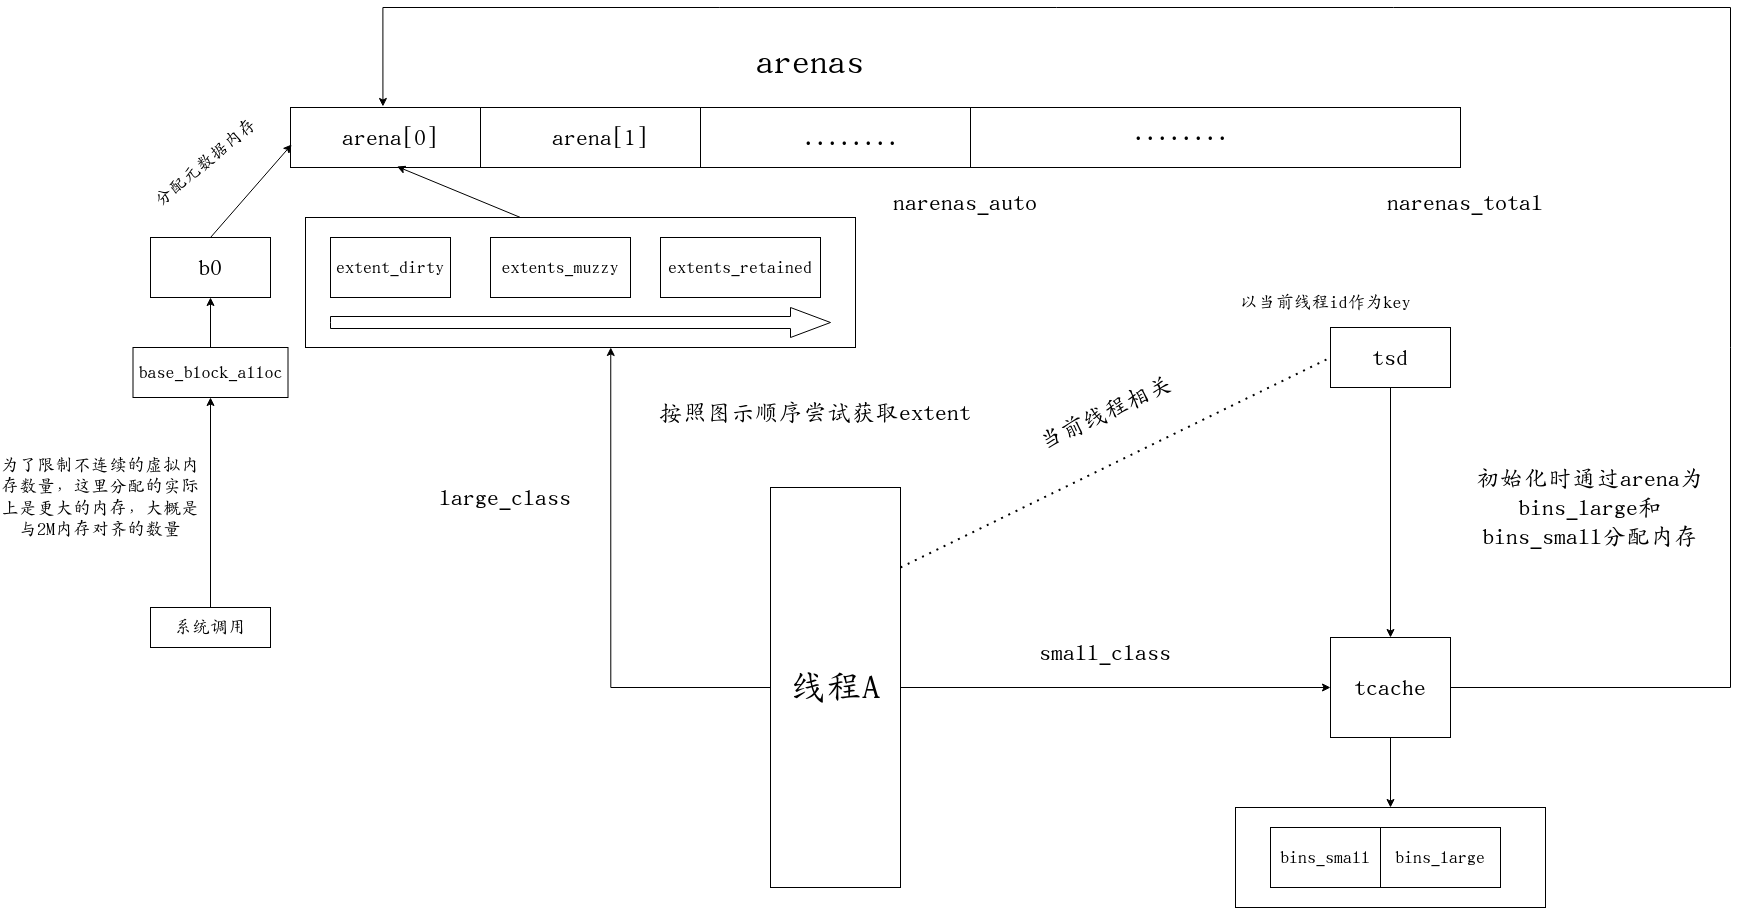 arenas
分配元数据内存
arena[0]
arena[1]
........
........
narenas_auto
narenas_total
b0
extent_dirty
extents_muzzy
extents_retained
以当前线程id作为key
tsd
base_block_alloc
当前线程相关
按照图示顺序尝试获取extent
为了限制不连续的虚拟内
存数量，这里分配的实际
上是更大的内存，大概是
与2M内存对齐的数量
large_class
初始化时通过arena为
bins_large和
bins_small分配内存
系统调用
small_class
线程A
tcache
bins_small
bins_large